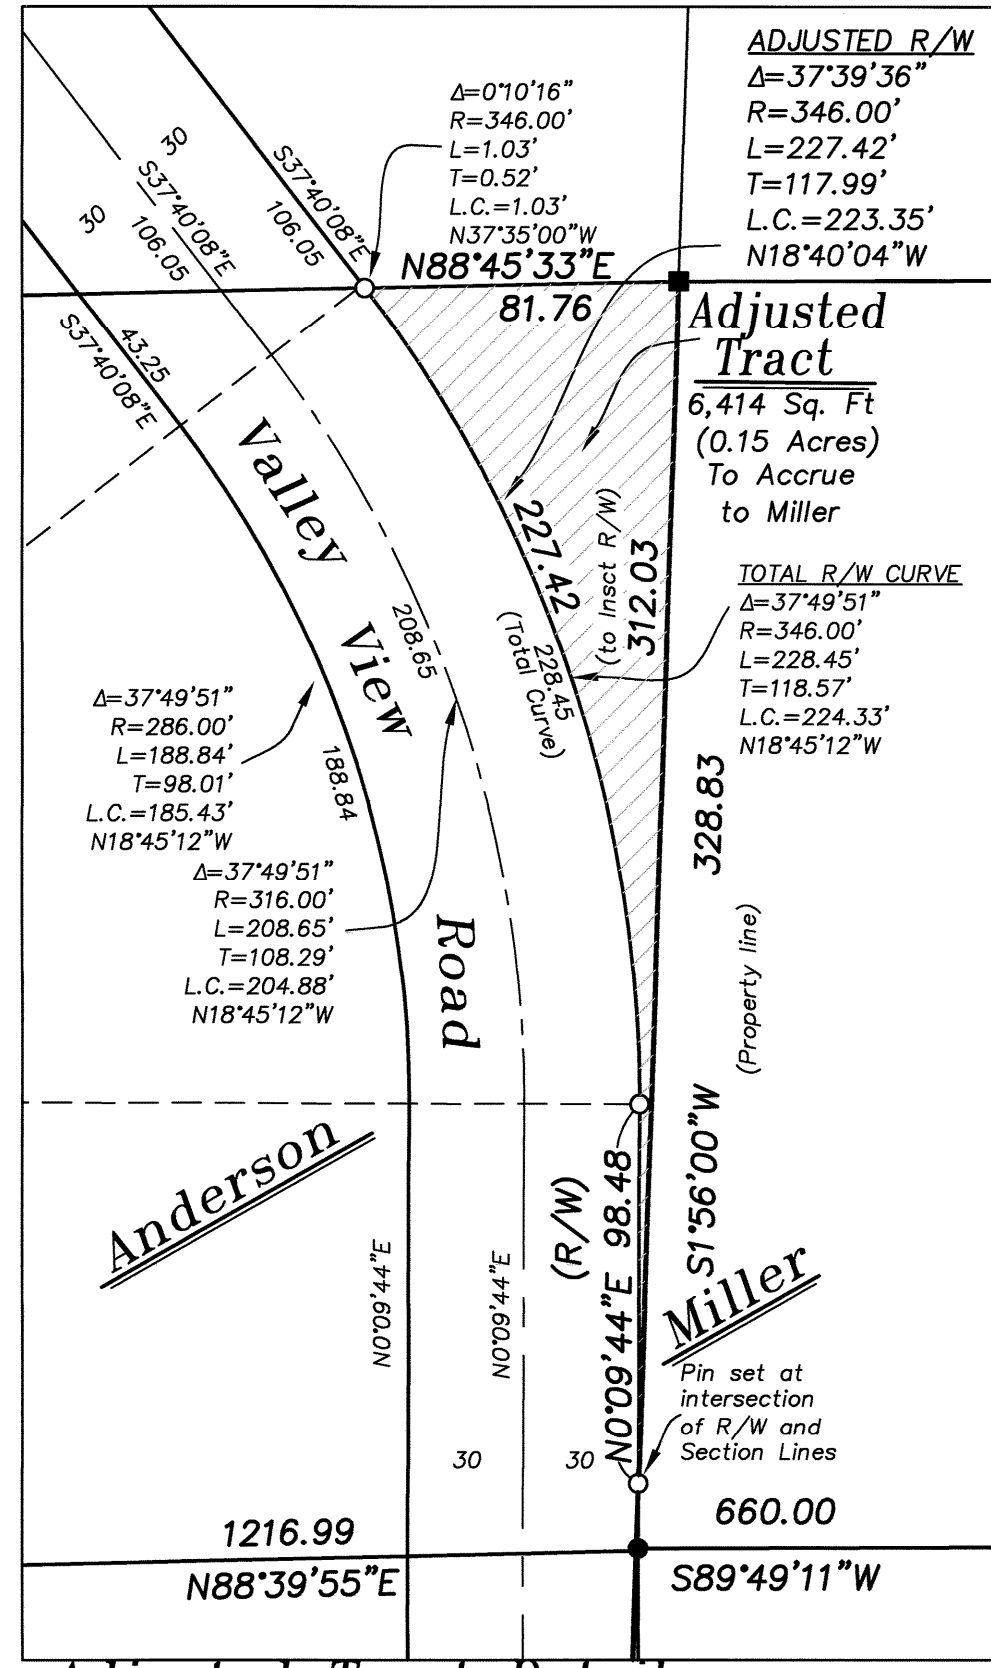 ADJUSTED R/W
Δ=37°39'36"
R=346.00'
L=227.42'
T=117.99'
L.C.=223.35'
N18°40'04"W
Δ=0°10'16"
R=346.00'
L=1.03'
T=0.52'
L.C.=1.03'
N37°35'00"W
30
S37°40'08"E
106.05
30
S37°40'08"E
106.05
N88°45'33"E
81.76
43.25
S37°40'08"E
Adjusted
Tract
6,414 Sq. Ft
(0.15 Acres)
To Accrue
to Miller
Valley
View
Road
227.42
(to Insct R/W)
312.03
208.65
228.45
(Total Curve)
TOTAL R/W CURVE
Δ=37°49'51"
R=346.00'
L=228.45'
T=118.57'
L.C.=224.33'
N18°45'12"W
Δ=37°49'51"
R=286.00'
L=188.84'
T=98.01'
L.C.=185.43'
N18°45'12"W
188.84
328.83
Δ=37°49'51"
R=316.00'
L=208.65'
T=108.29'
L.C.=204.88'
N18°45'12"W
(Property line)
S1°56'00"W
Anderson
(R/W)
N0°09'44"E 98.48
N0°09'44"E
N0°09'44"E
Miller
Pin set at
intersection
of R/W and
Section Lines
30
30
1216.99
660.00
N88°39'55"E
S89°49'11"W